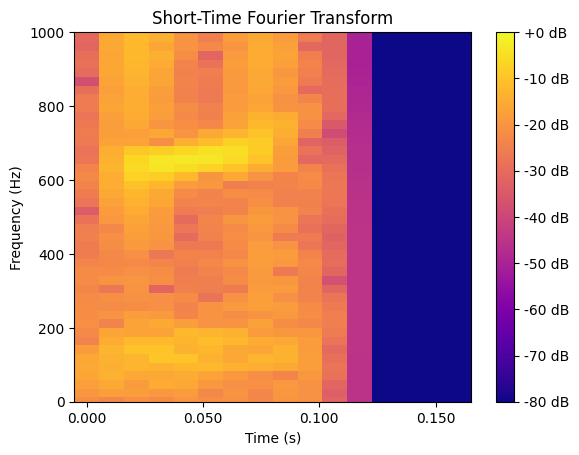 Short-Time Fourier Transform
1000
800
600
400
200
0
Frequency (Hz)
0.000
0.050
0.100
0.150
Time (s)
+0 dB
-10 dB
-20 dB
-30 dB
-40 dB
-50 dB
-60 dB
-70 dB
-80 dB